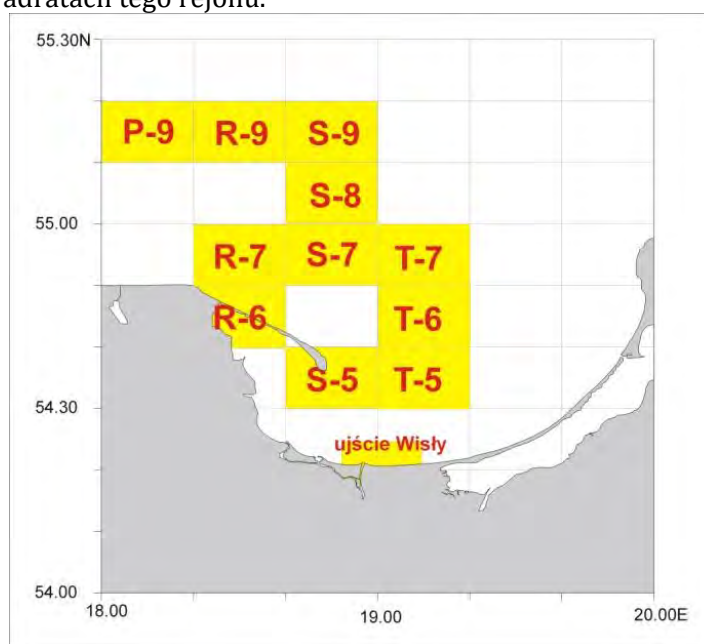 adratach tego rejonu.
55.30N
P-9 R-9 S-9
S-8
55.00
R-7 S-7 T-7
R-6 T-6
S-5 T-5
54.30
ujście Wisły
54.00
18.00 19.00 20.00E